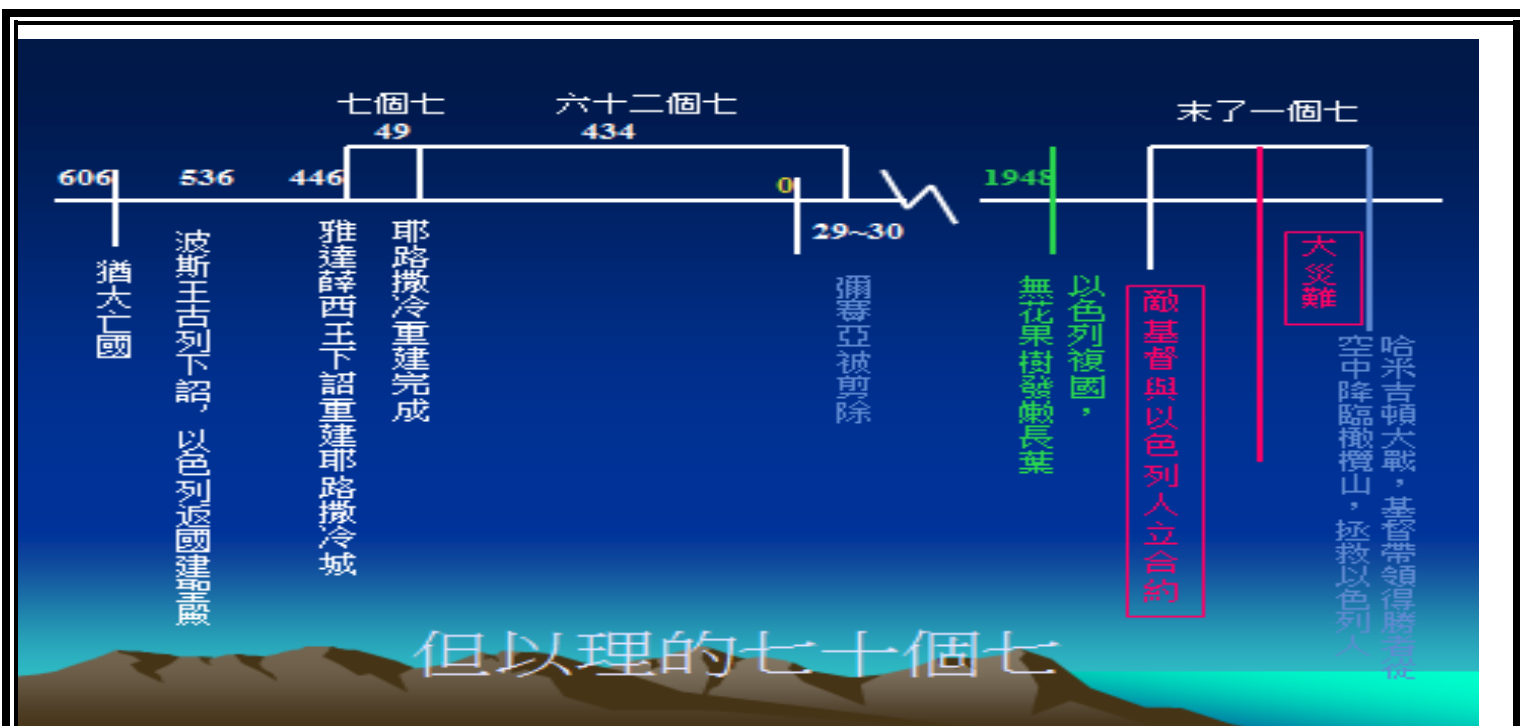 七個七
49
六十二個七
434
末了一個七
606
536
446
0
29~30
1948
猶太亡國
波斯王古列下詔，以色列返國建聖殿
雅達薛西王下詔重建耶路撒冷城
耶路撒冷重建完成
彌賽亞被剪除
以色列複國，
無花果樹發嫩長葉
敵基督與以色列人立合約
大災難
哈米吉頓大戰，基督帶領得勝者從
空中降臨橄欖山，拯救以色列人
但以理的七十個七